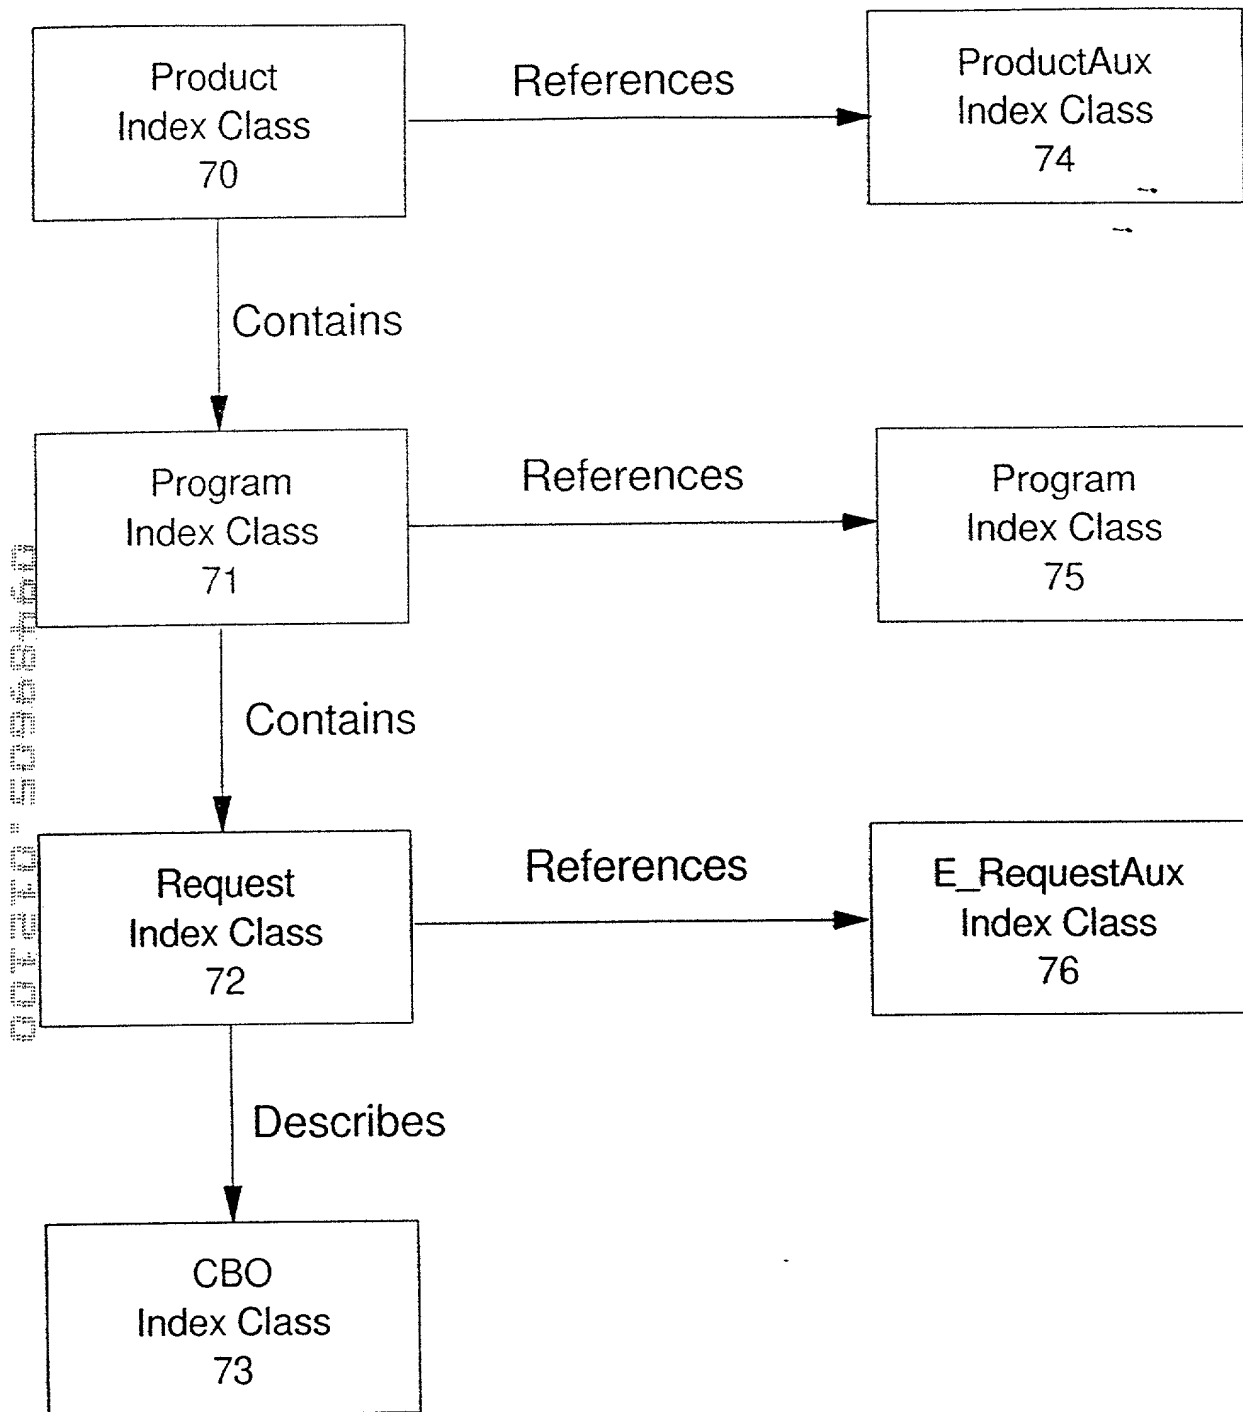 Product
Index Class
70
References
ProductAux
Index Class
74
Contains
Program
Index Class
71
References
Program
Index Class
75
Contains
Request
Index Class
72
References
E_RequestAux
Index Class
76
Describes
CBO
Index Class
73